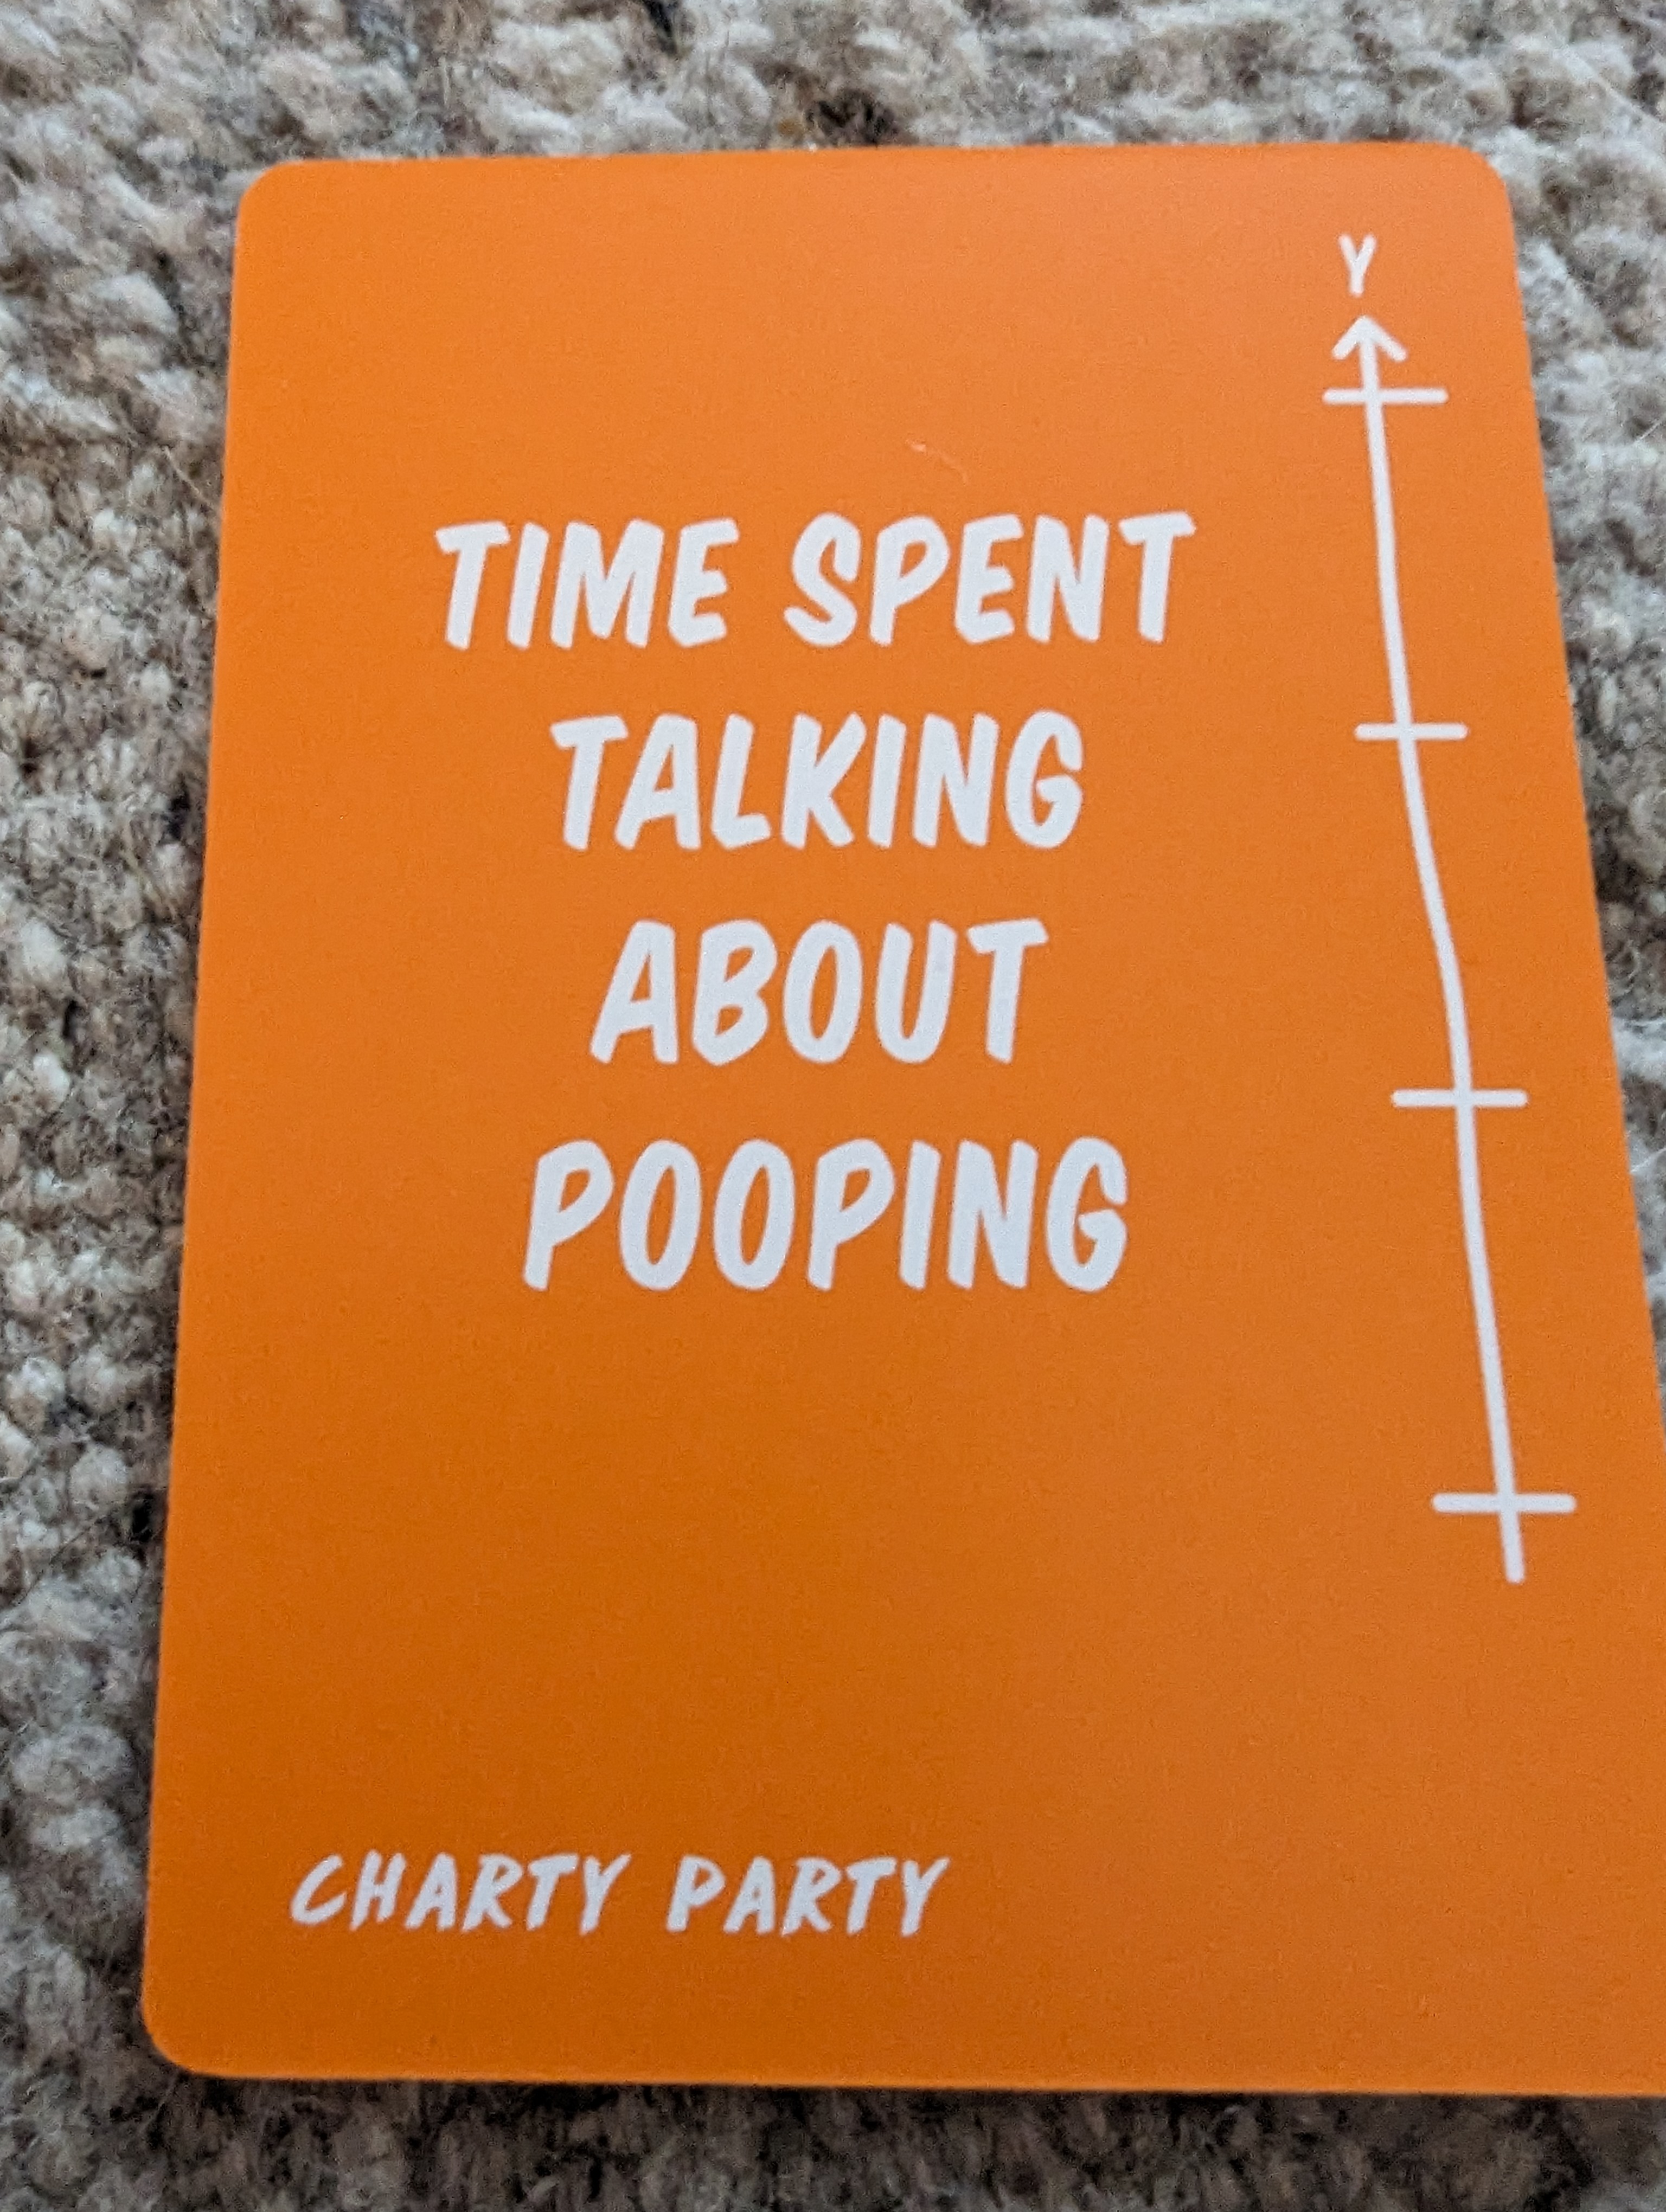 Y
TIME SPENT
TALKING
ABOUT
POOPING
CHARTY PARTY